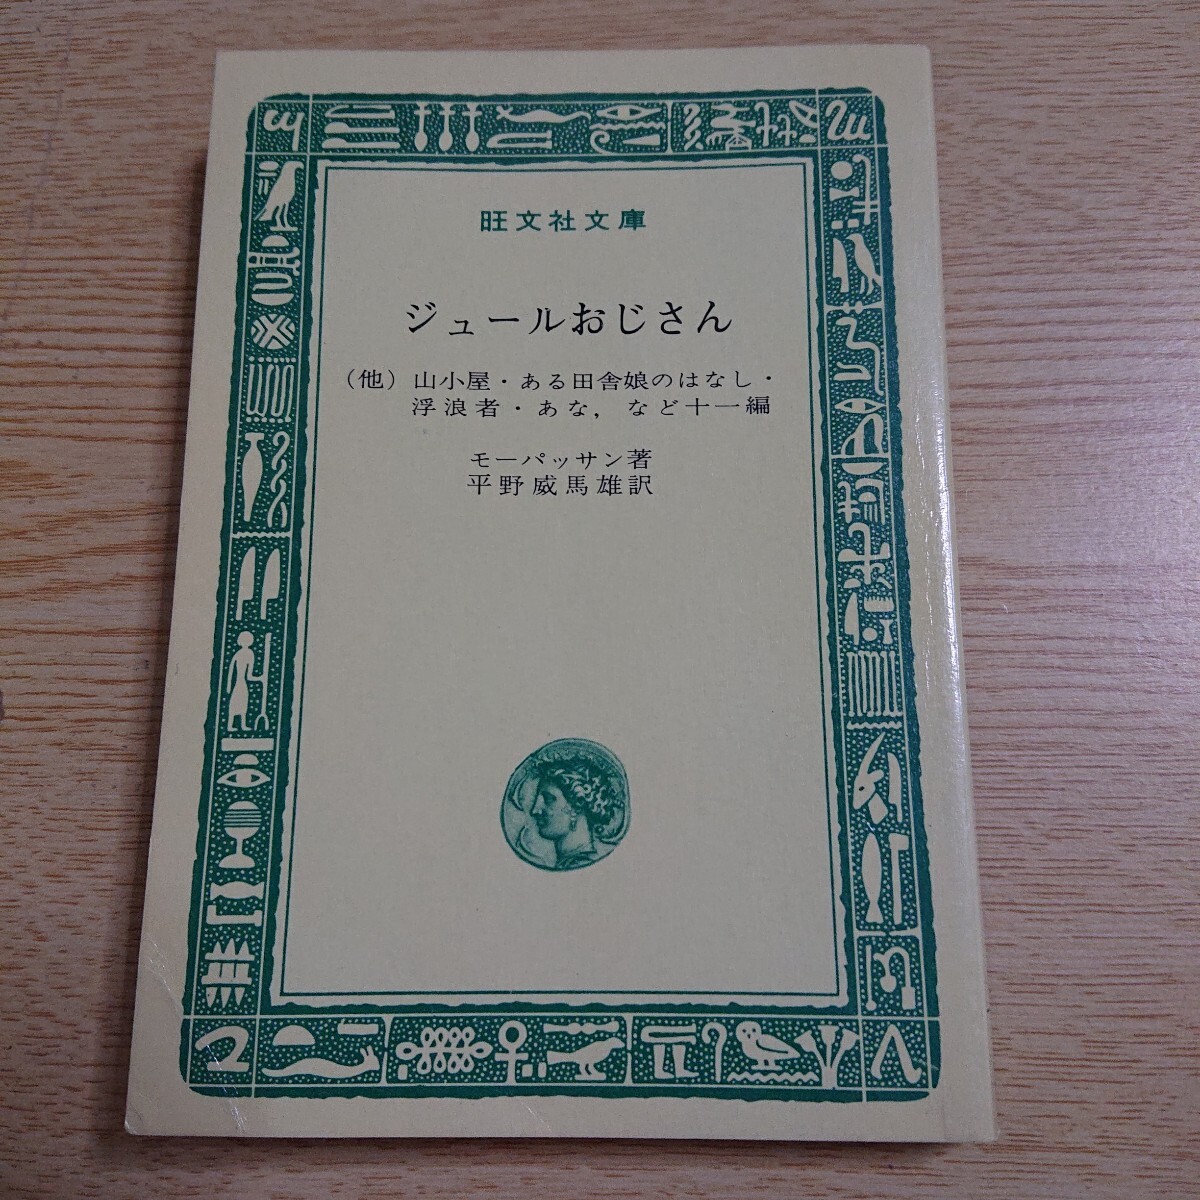 旺文社文庫
ジュールおじさん
（他）山小屋・ある田舎娘のはなし・
浮浪者・あな，など十一編
モーパッサン著
平野威馬雄訳